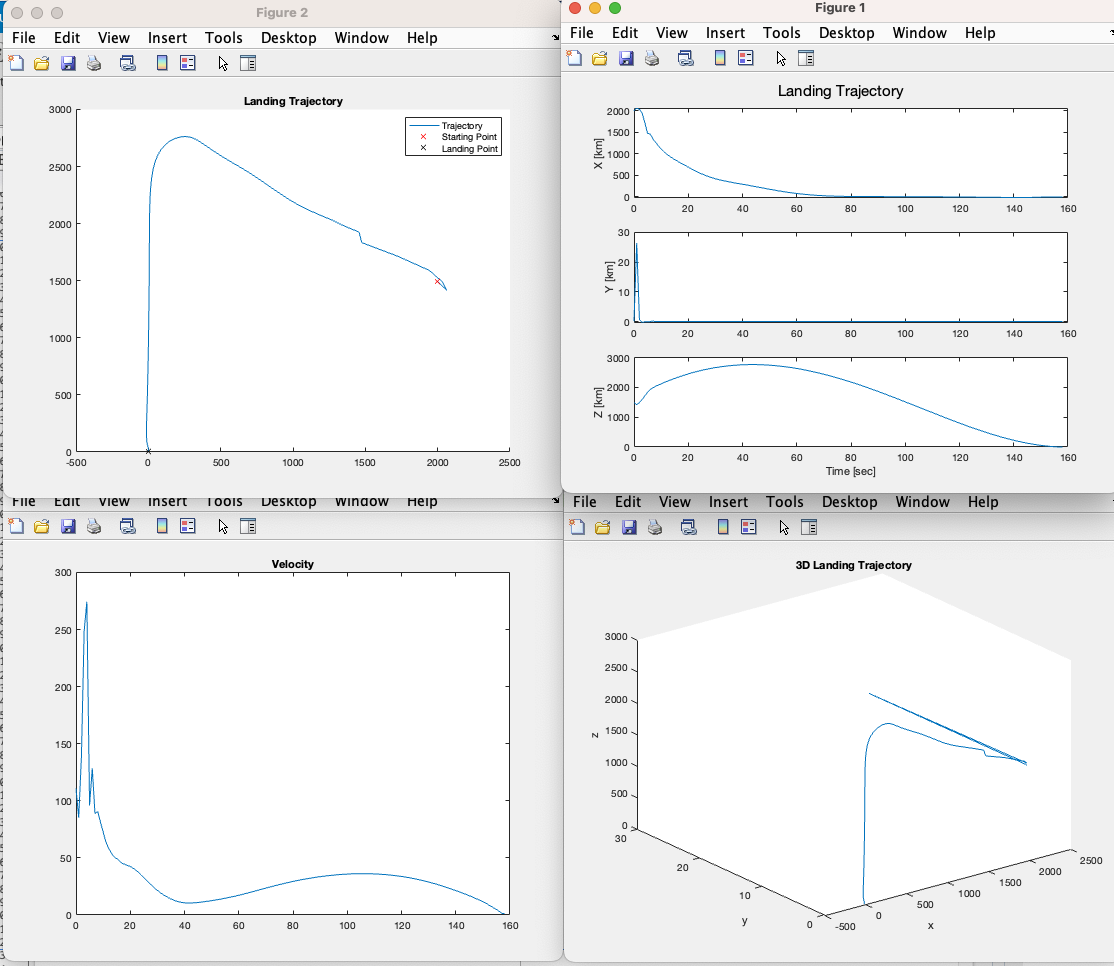 Figure 2
File Edit View Insert Tools Desktop Window Help
Landing Trajectory
3000
2500
2000
1500
1000
500
0
-500 0 500 1000 1500 2000 2500
Trajectory
Starting Point
Landing Point
Figure 1
File Edit View Insert Tools Desktop Window Help
Landing Trajectory
X [km]
2000
1500
1000
500
0
0 20 40 60 80 100 120 140 160
Y [km]
30
20
10
0
0 20 40 60 80 100 120 140 160
Z [km]
3000
2000
1000
0
0 20 40 60 80 100 120 140 160
Time [sec]
File Edit View Insert Tools Desktop Window Help
Velocity
300
250
200
150
100
50
0
0 20 40 60 80 100 120 140 160
File Edit View Insert Tools Desktop Window Help
3D Landing Trajectory
z
3000
2500
2000
1500
1000
500
0
30
20
10
0
y
-500
0
500
1000
1500
2000
2500
x